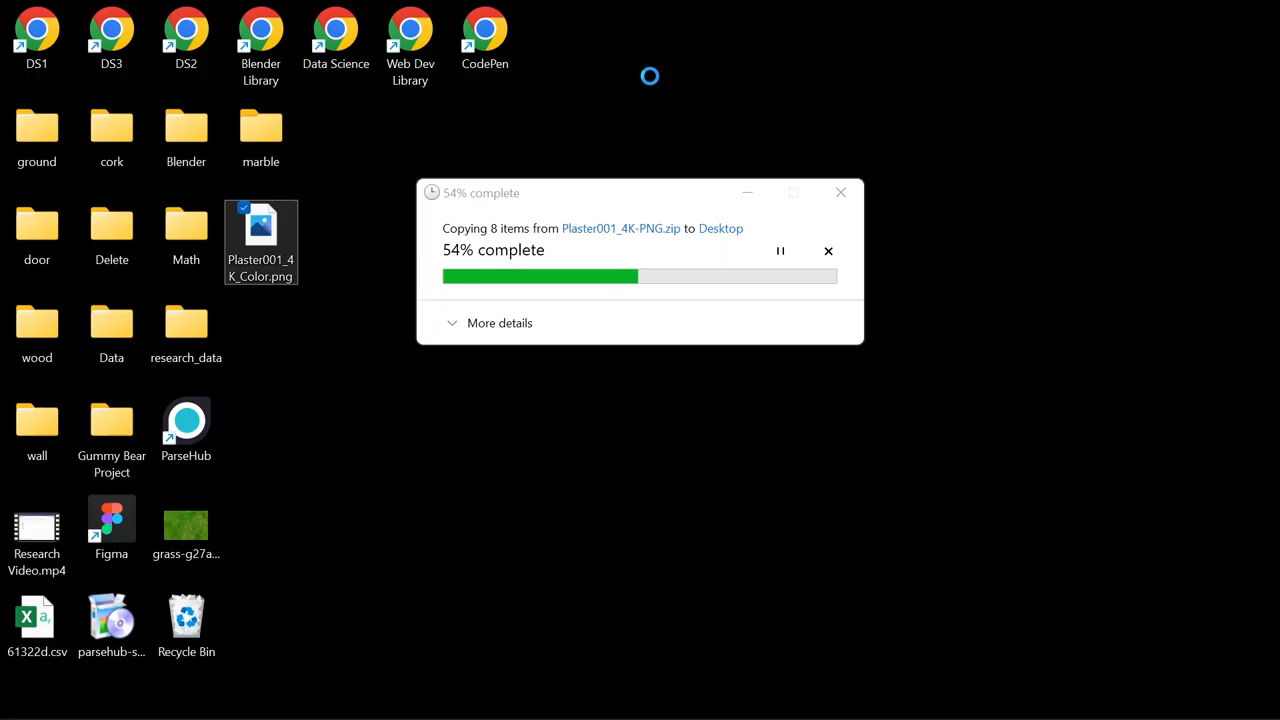 DS1
DS3
DS2
Blender
Library
Data Science
Web Dev
Library
CodePen
ground
cork
Blender
marble
door
Delete
Math
Plaster001_4
K_Color.png
wood
Data
research_data
wall
Gummy Bear
Project
ParseHub
Research
Video.mp4
Figma
grass-g27a...
61322d.csv
parsehub-s...
Recycle Bin
54% complete
Copying 8 items from Plaster001_4K-PNG.zip to Desktop
54% complete
More details